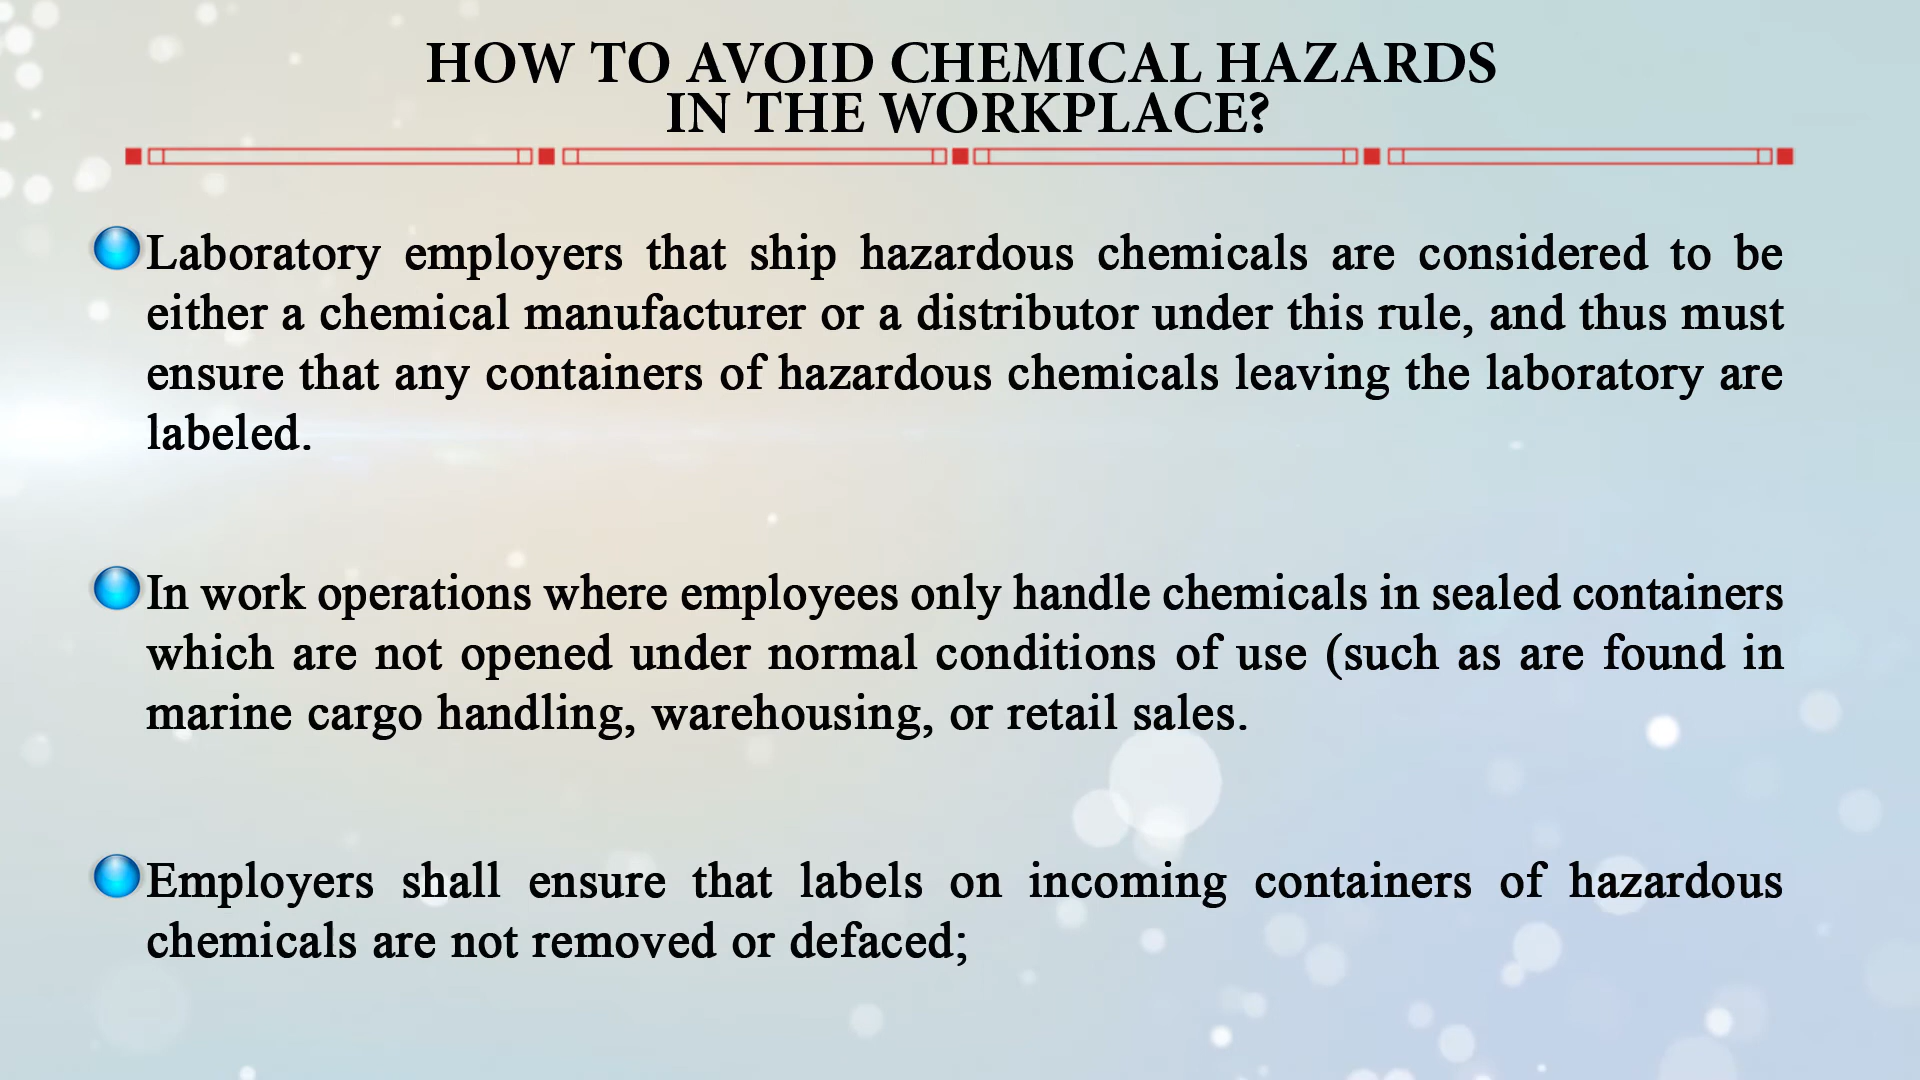 HOW TO AVOID CHEMICAL HAZARDS
IN THE WORKPLACE?
Laboratory employers that ship hazardous chemicals are considered to be
either a chemical manufacturer or a distributor under this rule, and thus must
ensure that any containers of hazardous chemicals leaving the laboratory are
labeled.
In work operations where employees only handle chemicals in sealed containers
which are not opened under normal conditions of use (such as are found in
marine cargo handling, warehousing, or retail sales.
Employers shall ensure that labels on incoming containers of hazardous
chemicals are not removed or defaced;